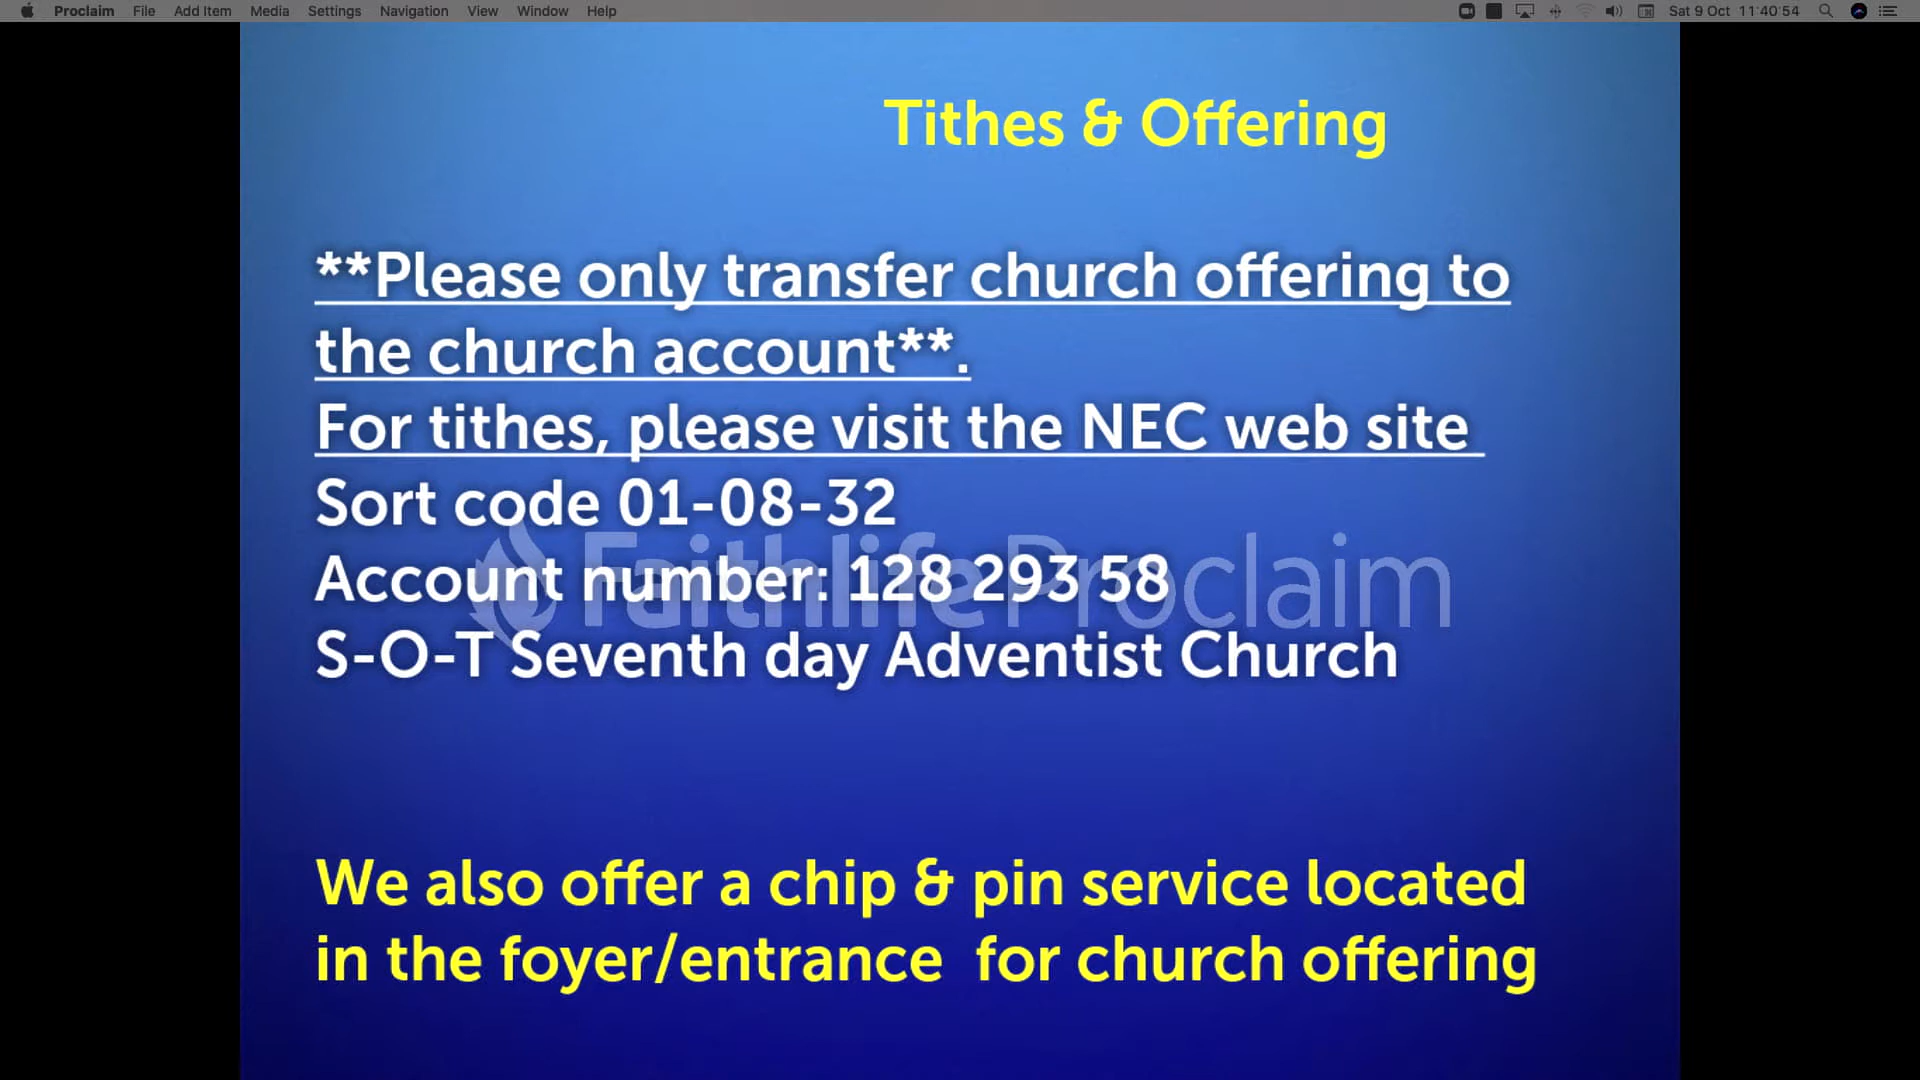 Proclaim File Add Item Media Settings Navigation View Window Help Sat 9 Oct 11:40:54
Tithes & Offering
**Please only transfer church offering to
the church account**.
For tithes, please visit the NEC web site
Sort code 01-08-32
Account number: 128 293 58
FaithlifeProclaim
S-O-T Seventh day Adventist Church
We also offer a chip & pin service located
in the foyer/entrance for church offering